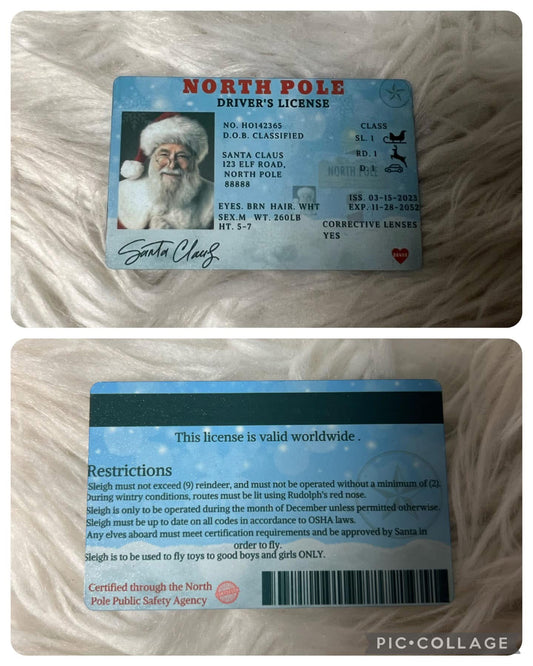 NORTH POLE
DRIVER'S LICENSE
NO. HO142365
D.O.B. CLASSIFIED
SANTA CLAUS
123 ELF ROAD,
NORTH POLE
88888
EYES. BRN HAIR. WHT
SEX.M WT. 260LB
HT. 5-7
CLASS
SL. 1
RD. 1
D. 1
NORTH POLE
ISS. 03-15-2023
EXP. 11-28-2052
CORRECTIVE LENSES
YES
Santa Claus
DONOR
This license is valid worldwide .
Restrictions
Sleigh must not exceed (9) reindeer, and must not be operated without a minimum of (2).
During wintry conditions, routes must be lit using Rudolph's red nose.
Sleigh is only to be operated during the month of December unless permitted otherwise.
Sleigh must be up to date on all codes in accordance to OSHA laws.
Any elves aboard must meet certification requirements and be approved by Santa in
order to fly.
Sleigh is to be used to fly toys to good boys and girls ONLY.
Certified through the North
Pole Public Safety Agency
PIC•COLLAGE